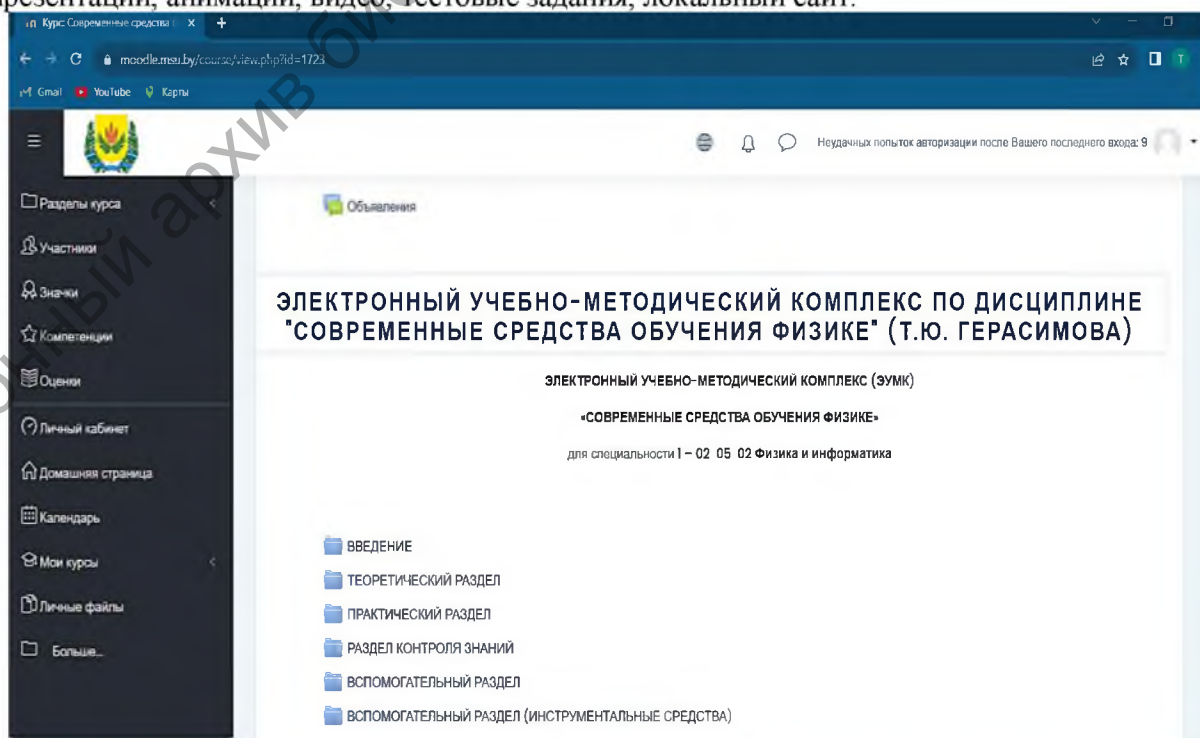 презентации, анимации, видео, тестовые задания, локальный сайт.
Курс: Современные средства
moodle.msu.by/course/view.php?id=1723
Gmail YouTube Карты
Неудачных попыток авторизации после Вашего последнего входа: 9
Разделы курса
Участники
Значки
Компетенции
Оценки
Личный кабинет
Домашняя страница
Календарь
Мои курсы
Личные файлы
Больше...
Объявления
ЭЛЕКТРОННЫЙ УЧЕБНО-МЕТОДИЧЕСКИЙ КОМПЛЕКС ПО ДИСЦИПЛИНЕ
"СОВРЕМЕННЫЕ СРЕДСТВА ОБУЧЕНИЯ ФИЗИКЕ" (Т.Ю. ГЕРАСИМОВА)
ЭЛЕКТРОННЫЙ УЧЕБНО-МЕТОДИЧЕСКИЙ КОМПЛЕКС (ЭУМК)
«СОВРЕМЕННЫЕ СРЕДСТВА ОБУЧЕНИЯ ФИЗИКЕ»
для специальности 1 – 02 05 02 Физика и информатика
ВВЕДЕНИЕ
ТЕОРЕТИЧЕСКИЙ РАЗДЕЛ
ПРАКТИЧЕСКИЙ РАЗДЕЛ
РАЗДЕЛ КОНТРОЛЯ ЗНАНИЙ
ВСПОМОГАТЕЛЬНЫЙ РАЗДЕЛ
ВСПОМОГАТЕЛЬНЫЙ РАЗДЕЛ (ИНСТРУМЕНТАЛЬНЫЕ СРЕДСТВА)
архив